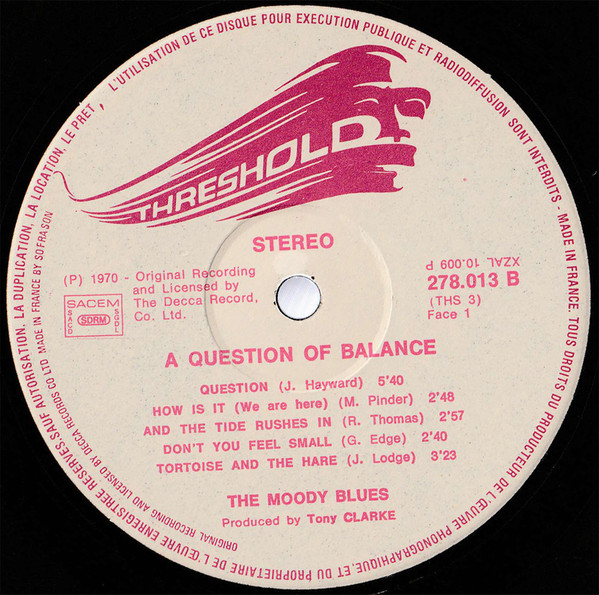 L'UTILISATION DE CE DISQUE POUR EXECUTION PUBLIQUE ET RADIODIFFUSION SONT INTERDITS - MADE IN FRANCE. TOUS DROITS DU PRODUCTEUR DE L'ŒUVRE PHONOGRAPHIQUE, ET DU PROPRIETAIRE DE L'ŒUVRE ENREGISTREE RESERVES. SAUF AUTORISATION, LA DUPLICATION, LA LOCATION, LE PRET,
ORIGINAL RECORDING AND LICENSED BY DECCA RECORDS CO LTD MADE IN FRANCE BY SOFRASON
THRESHOLD
STEREO
(P) 1970 - Original Recording
and Licensed by
The Decca Record,
Co. Ltd.
SACEM
SACD
SDRM
SGDL
XZAL 10.009 P
278.013 B
(THS 3)
Face 1
A QUESTION OF BALANCE
QUESTION (J. Hayward) 5'40
HOW IS IT (We are here) (M. Pinder) 2'48
AND THE TIDE RUSHES IN (R. Thomas) 2'57
DON'T YOU FEEL SMALL (G. Edge) 2'40
TORTOISE AND THE HARE (J. Lodge) 3'23
THE MOODY BLUES
Produced by Tony CLARKE